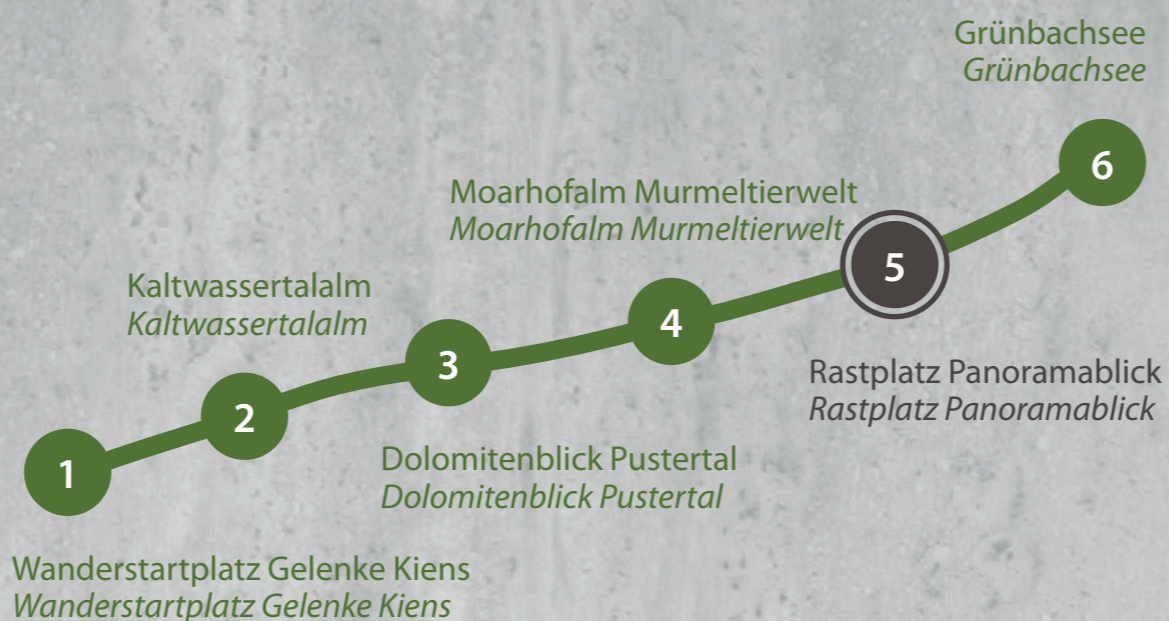 Grünbachsee
Grünbachsee
6
Moarhofalm Murmeltierwelt
Moarhofalm Murmeltierwelt
5
Kaltwassertalalm
Kaltwassertalalm
4
3
Rastplatz Panoramablick
Rastplatz Panoramablick
2
1
Dolomitenblick Pustertal
Dolomitenblick Pustertal
Wanderstartplatz Gelenke Kiens
Wanderstartplatz Gelenke Kiens